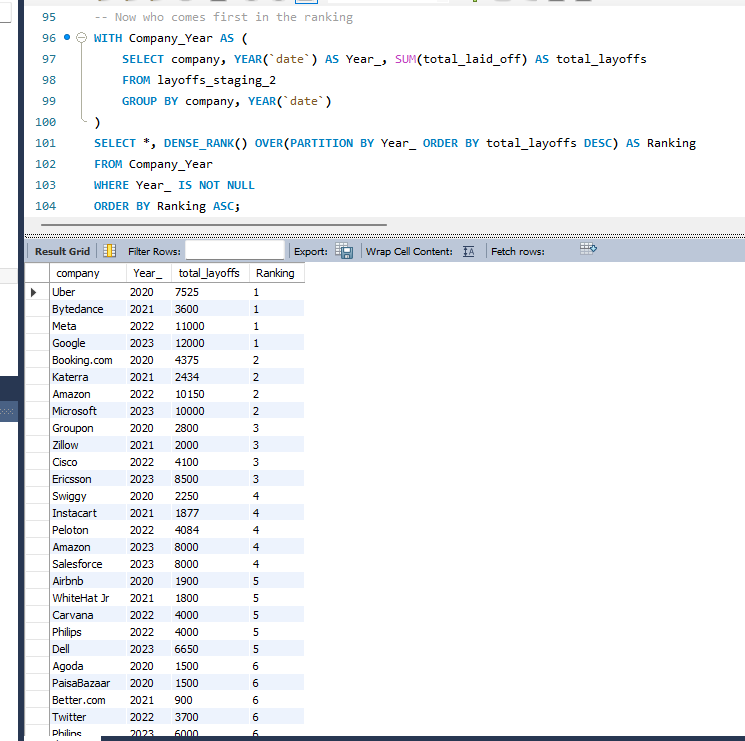 95 -- Now who comes first in the ranking
96 WITH Company_Year AS (
97 SELECT company, YEAR(`date`) AS Year_, SUM(total_laid_off) AS total_layoffs
98 FROM layoffs_staging_2
99 GROUP BY company, YEAR(`date`)
100 )
101 SELECT *, DENSE_RANK() OVER(PARTITION BY Year_ ORDER BY total_layoffs DESC) AS Ranking
102 FROM Company_Year
103 WHERE Year_ IS NOT NULL
104 ORDER BY Ranking ASC;
Result Grid Filter Rows: Export: Wrap Cell Content: IA Fetch rows:
company Year_ total_layoffs Ranking
Uber 2020 7525 1
Bytedance 2021 3600 1
Meta 2022 11000 1
Google 2023 12000 1
Booking.com 2020 4375 2
Katerra 2021 2434 2
Amazon 2022 10150 2
Microsoft 2023 10000 2
Groupon 2020 2800 3
Zillow 2021 2000 3
Cisco 2022 4100 3
Ericsson 2023 8500 3
Swiggy 2020 2250 4
Instacart 2021 1877 4
Peloton 2022 4084 4
Amazon 2023 8000 4
Salesforce 2023 8000 4
Airbnb 2020 1900 5
WhiteHat Jr 2021 1800 5
Carvana 2022 4000 5
Philips 2022 4000 5
Dell 2023 6650 5
Agoda 2020 1500 6
PaisaBazaar 2020 1500 6
Better.com 2021 900 6
Twitter 2022 3700 6
Philips 2023 6000 6